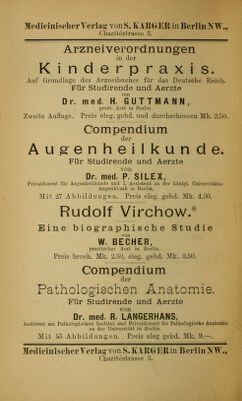 Medicinischer Verlag von S. KARGER in Berlin NW.,
Charitéstrasse 3.
Arzneiverordnungen
in der
Kinderpraxis.
Auf Grundlage des Arzneibuches für das Deutsche Reich.
Für Studirende und Aerzte
von
Dr. med. H. GUTTMANN,
pract. Arzt in Berlin.
Zweite Auflage. Preis eleg. gebd. und durchschossen Mk. 2.50.
Compendium
der
Augenheilkunde.
Für Studirende und Aerzte
von
Dr. med. P. SILEX,
Privatdocent für Augenheilkunde und I. Assistent an der königl. Universitäts-
Augenklinik in Berlin.
Mit 27 Abbildungen. Preis eleg. gebd. Mk. 4.50.
Rudolf Virchow.
Eine biographische Studie
von
W. BECHER,
practischer Arzt in Berlin.
Preis broch. Mk. 2.50, eleg. gebd. Mk. 3.50.
Compendium
der
Pathologischen Anatomie.
Für Studirende und Aerzte
von
Dr. med. R. LANGERHANS,
Assistent am Pathologischen Institut und Privatdocent für Pathologische Anatomie
an der Universität zu Berlin.
Mit 55 Abbildungen. Preis eleg. gebd. Mk. 9.—.
Medicinischer Verlag von S. KARGER in Berlin NW.,
Charitéstrasse 3.